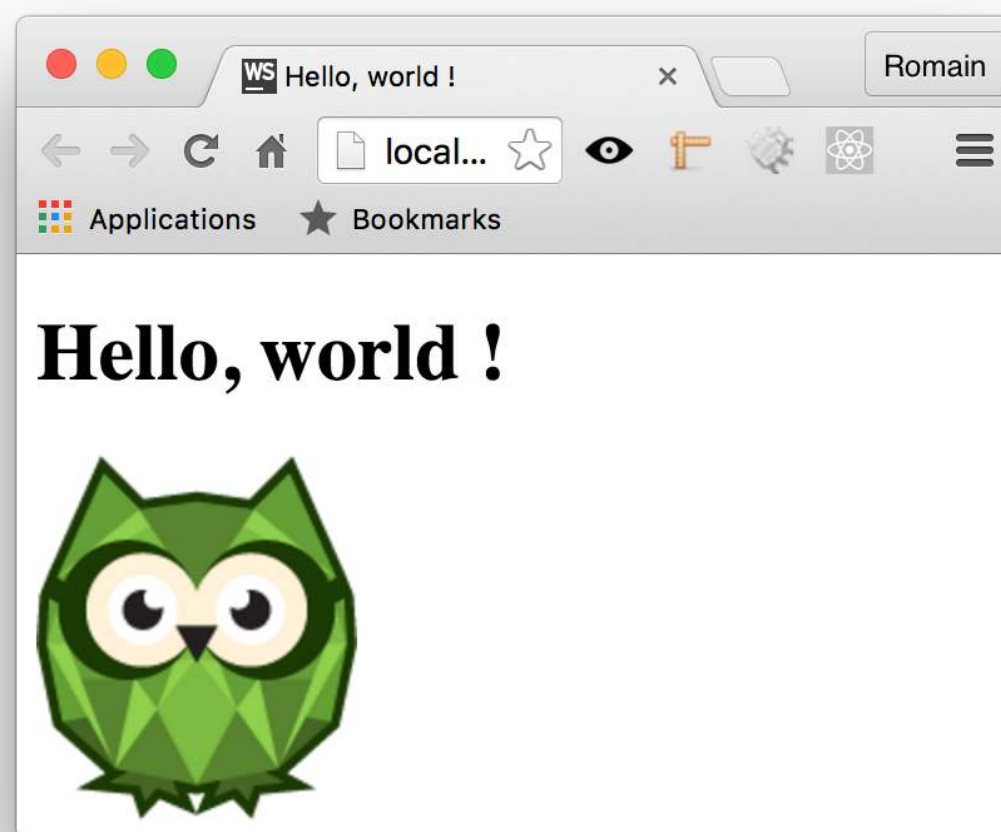 WS Hello, world ! Romain
local...
Applications Bookmarks
Hello, world !